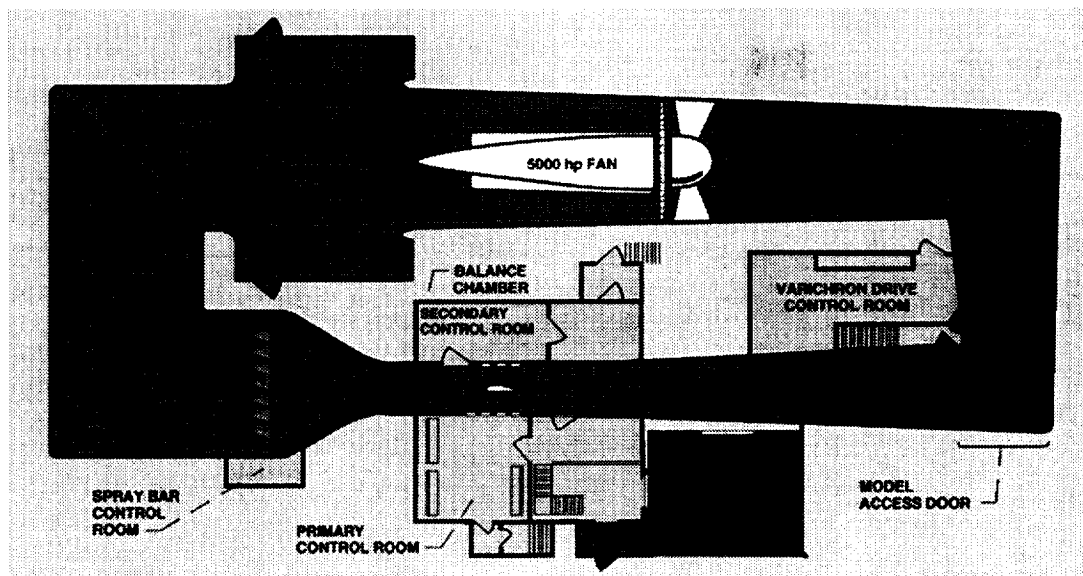 5000 hp FAN
BALANCE
CHAMBER
SECONDARY
CONTROL ROOM
VARICHRON DRIVE
CONTROL ROOM
SPRAY BAR
CONTROL
ROOM
PRIMARY
CONTROL ROOM
MODEL
ACCESS DOOR